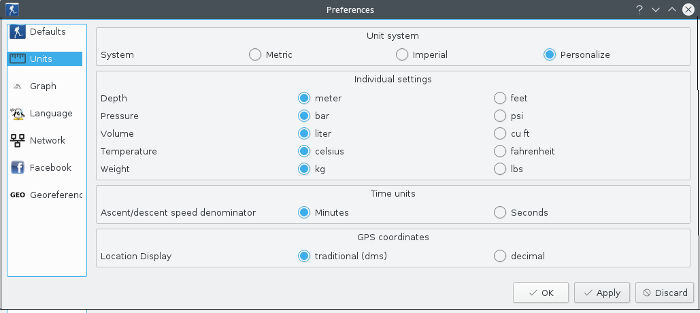 Preferences
Defaults
Units
Graph
Language
Network
Facebook
GEO Georeferenc
Unit system
System Metric Imperial Personalize
Individual settings
Depth meter feet
Pressure bar psi
Volume liter cu ft
Temperature celsius fahrenheit
Weight kg lbs
Time units
Ascent/descent speed denominator Minutes Seconds
GPS coordinates
Location Display traditional (dms) decimal
OK Apply Discard